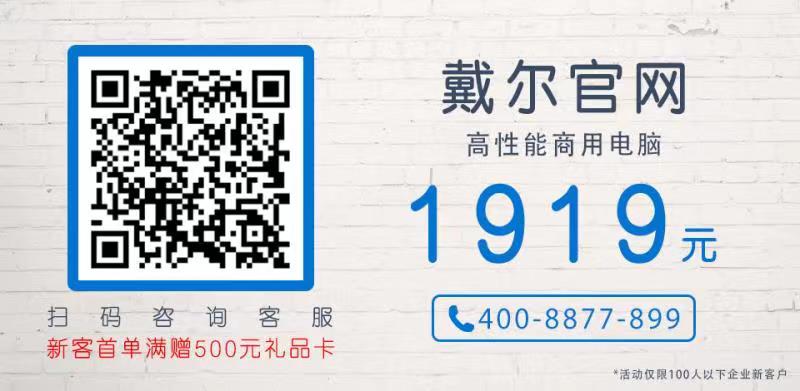 戴尔官网
高性能商用电脑
1919元
400-8877-899
扫码咨询客服
新客首单满赠500元礼品卡
*活动仅限100人以下企业新客户